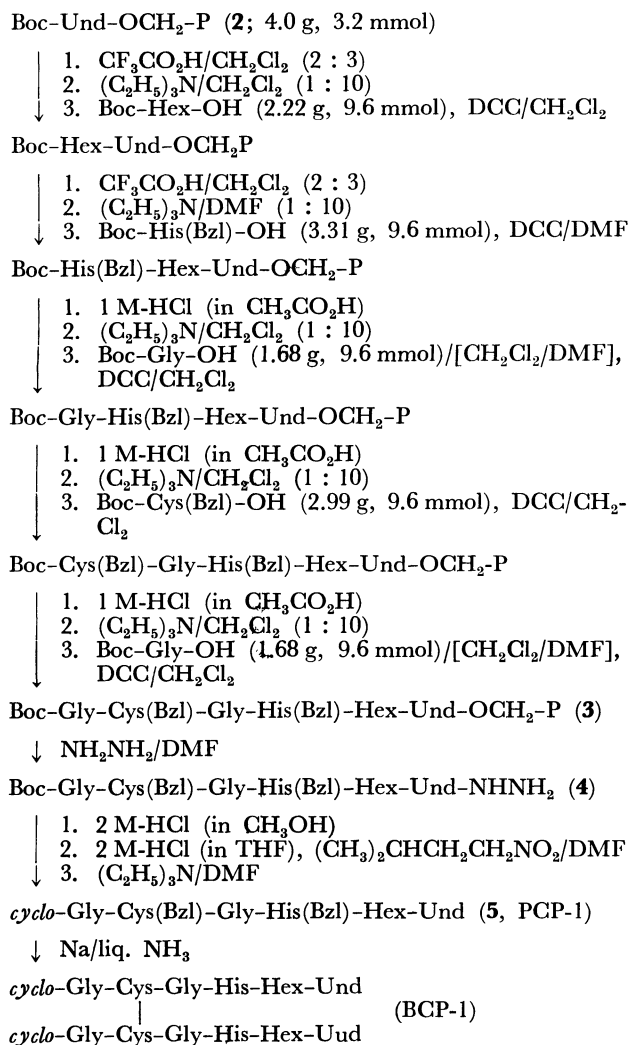 Boc-Und-OCH₂-P (2; 4.0 g, 3.2 mmol)
1. CF₃CO₂H/CH₂Cl₂ (2 : 3)
2. (C₂H₅)₃N/CH₂Cl₂ (1 : 10)
3. Boc-Hex-OH (2.22 g, 9.6 mmol), DCC/CH₂Cl₂
Boc-Hex-Und-OCH₂P
1. CF₃CO₂H/CH₂Cl₂ (2 : 3)
2. (C₂H₅)₃N/DMF (1 : 10)
3. Boc-His(Bzl)-OH (3.31 g, 9.6 mmol), DCC/DMF
Boc-His(Bzl)-Hex-Und-OCH₂-P
1. 1 M-HCl (in CH₃CO₂H)
2. (C₂H₅)₃N/CH₂Cl₂ (1 : 10)
3. Boc-Gly-OH (1.68 g, 9.6 mmol)/[CH₂Cl₂/DMF],
DCC/CH₂Cl₂
Boc-Gly-His(Bzl)-Hex-Und-OCH₂-P
1. 1 M-HCl (in CH₃CO₂H)
2. (C₂H₅)₃N/CH₂Cl₂ (1 : 10)
3. Boc-Cys(Bzl)-OH (2.99 g, 9.6 mmol), DCC/CH₂-
Cl₂
Boc-Cys(Bzl)-Gly-His(Bzl)-Hex-Und-OCH₂-P
1. 1 M-HCl (in CH₃CO₂H)
2. (C₂H₅)₃N/CH₂Cl₂ (1 : 10)
3. Boc-Gly-OH (1.68 g, 9.6 mmol)/[CH₂Cl₂/DMF],
DCC/CH₂Cl₂
Boc-Gly-Cys(Bzl)-Gly-His(Bzl)-Hex-Und-OCH₂-P (3)
↓ NH₂NH₂/DMF
Boc-Gly-Cys(Bzl)-Gly-His(Bzl)-Hex-Und-NHNH₂ (4)
1. 2 M-HCl (in CH₃OH)
2. 2 M-HCl (in THF), (CH₃)₂CHCH₂CH₂NO₂/DMF
3. (C₂H₅)₃N/DMF
cyclo-Gly-Cys(Bzl)-Gly-His(Bzl)-Hex-Und (5, PCP-1)
↓ Na/liq. NH₃
cyclo-Gly-Cys-Gly-His-Hex-Und
(BCP-1)
cyclo-Gly-Cys-Gly-His-Hex-Uud